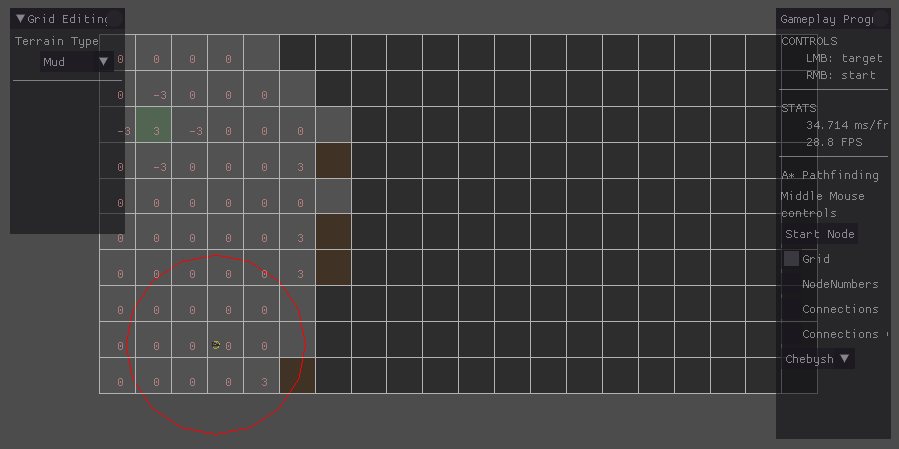 Grid Editing
Terrain Type
Mud
0 0 0 0
0 -3 0 0 0
-3 3 -3 0 0 0
0 -3 0 0 0 3
0 0 0 0 0 0
0 0 0 0 0 3
0 0 0 0 0 3
0 0 0 0 0
0 0 0 0 0
0 0 0 0 3
Gameplay Prog
CONTROLS
LMB: target
RMB: start
STATS
34.714 ms/fr
28.8 FPS
A* Pathfinding
Middle Mouse
controls
Start Node
Grid
NodeNumbers
Connections
Connections
Chebysh